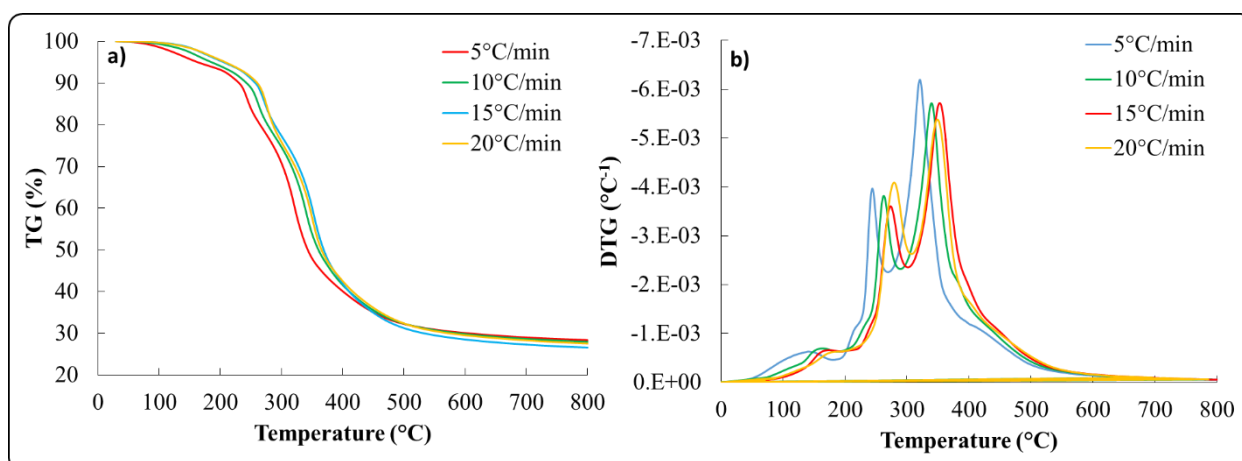 a)
TG (%)
100
90
80
70
60
50
40
30
20
5°C/min
10°C/min
15°C/min
20°C/min
0 100 200 300 400 500 600 700 800
Temperature (°C)
b)
DTG (°C⁻¹)
-7.E-03
-6.E-03
-5.E-03
-4.E-03
-3.E-03
-2.E-03
-1.E-03
0.E+00
5°C/min
10°C/min
15°C/min
20°C/min
0 100 200 300 400 500 600 700 800
Temperature (°C)